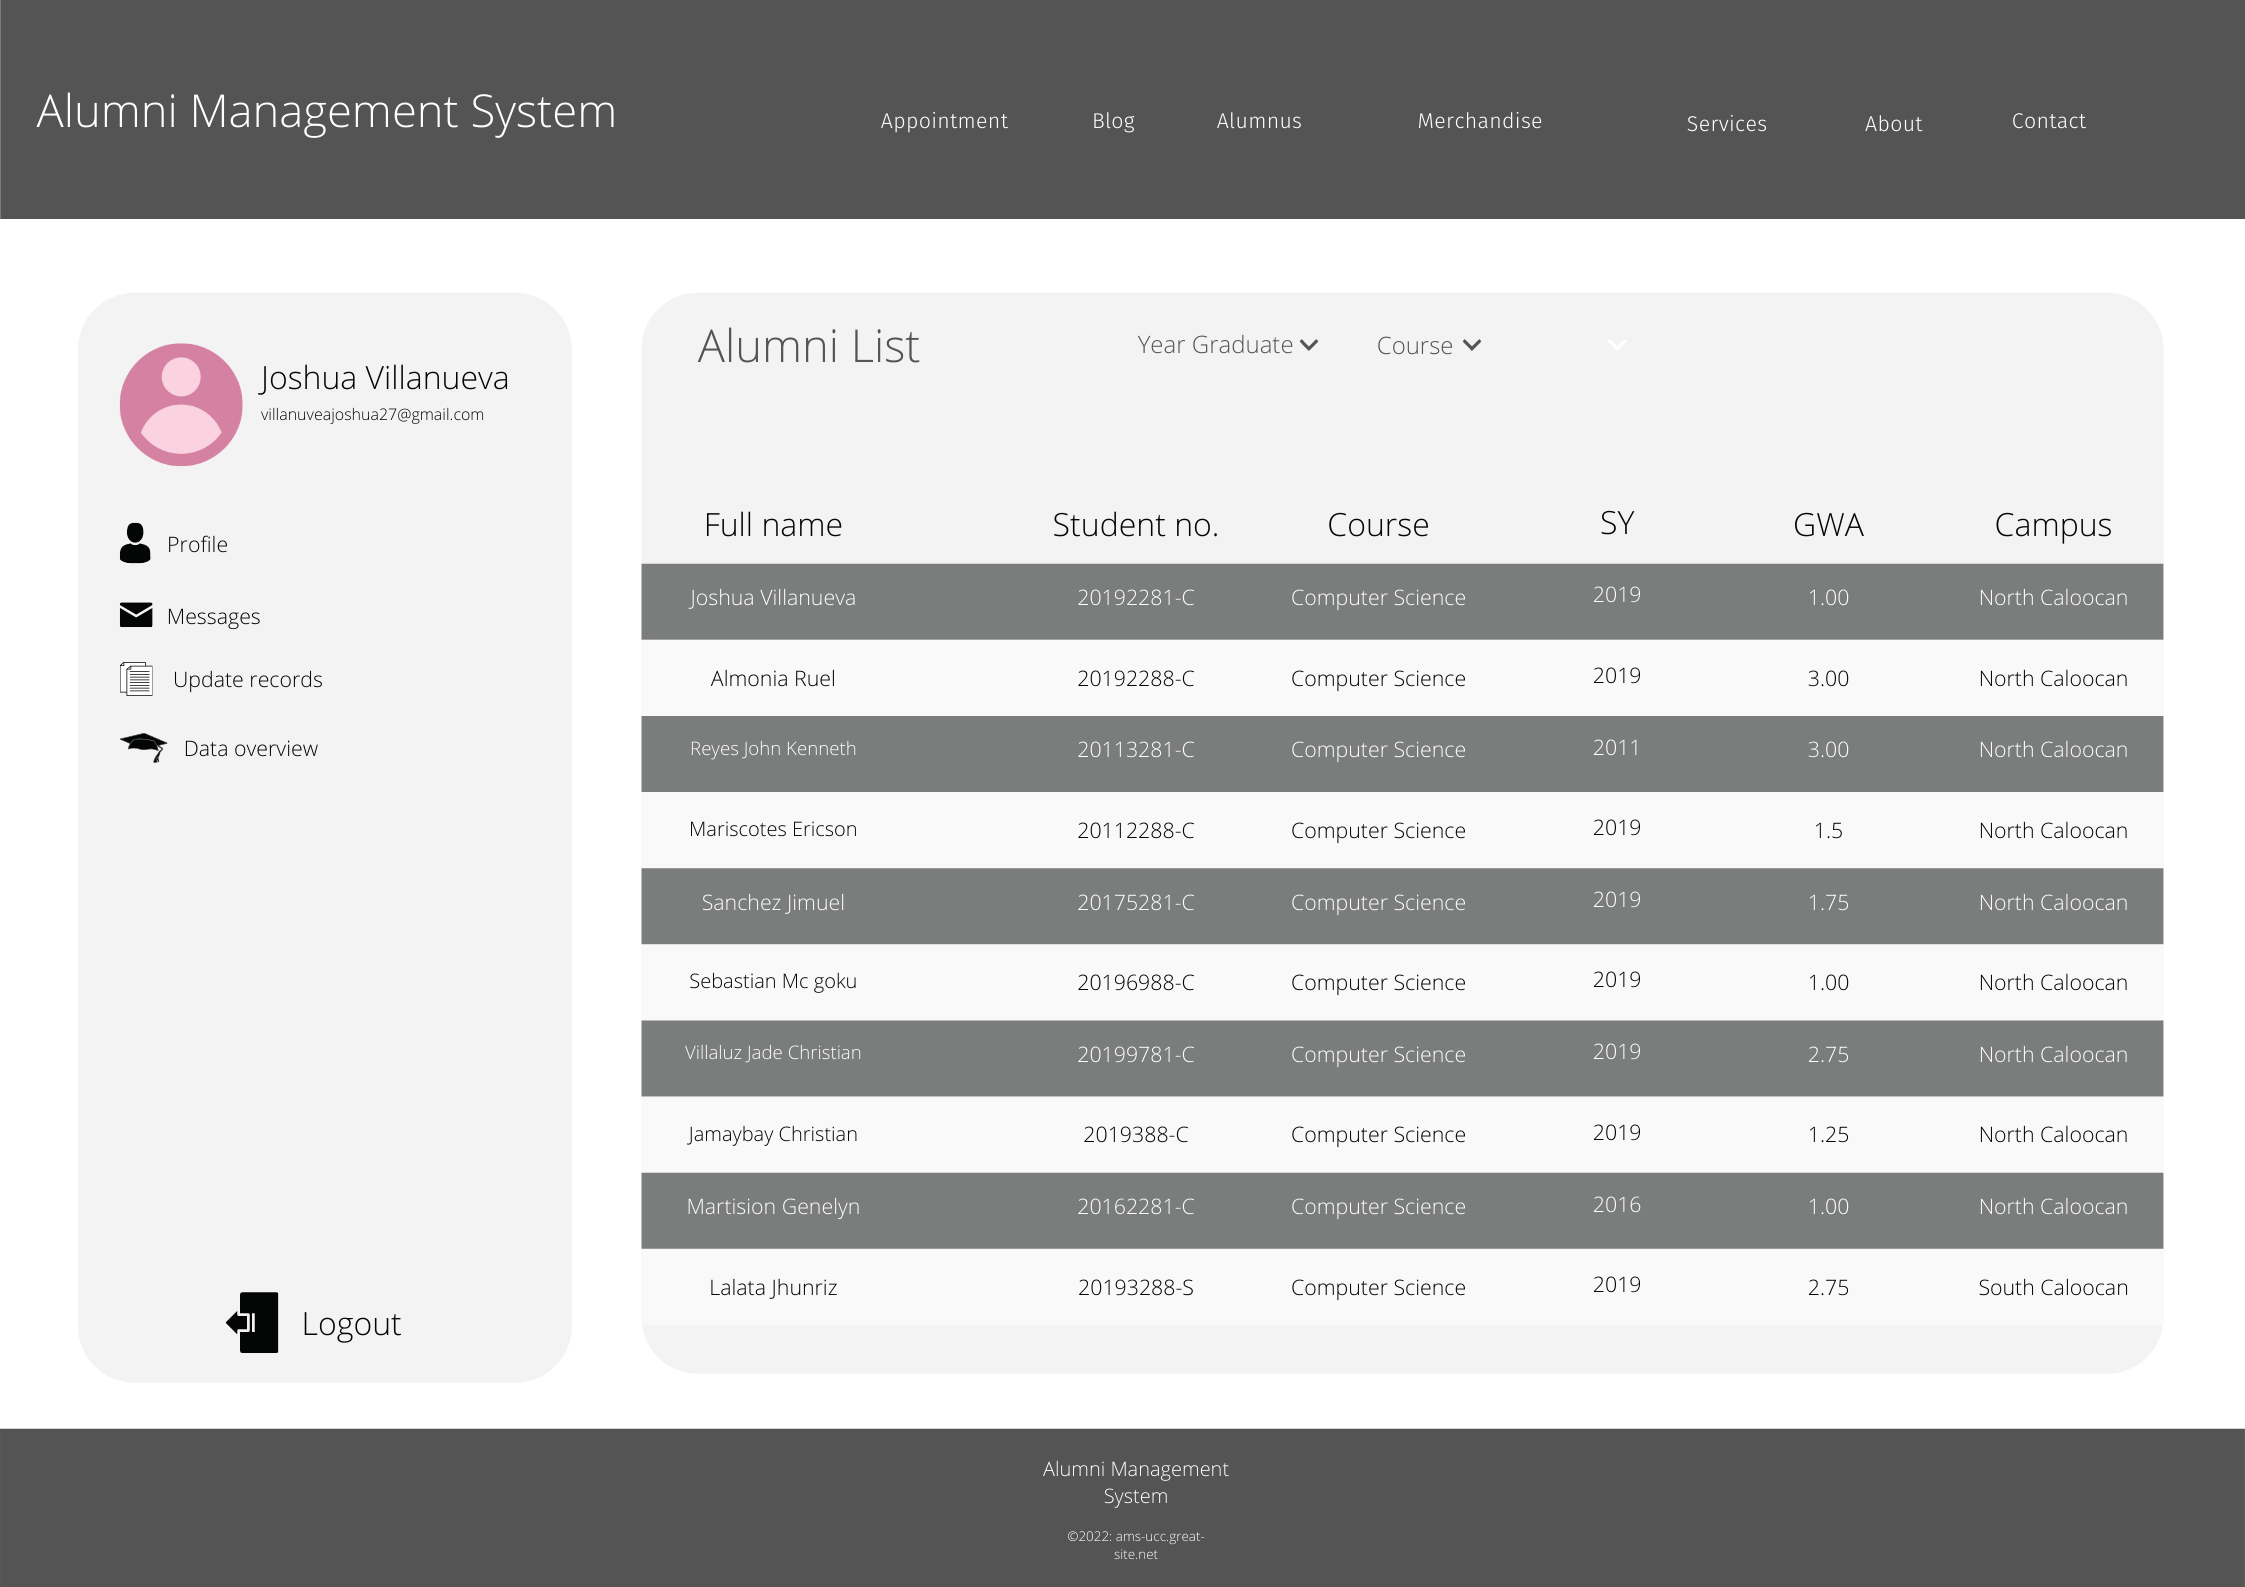 Alumni Management System
Appointment Blog Alumnus Merchandise Services About Contact
Joshua Villanueva
villanuveajoshua27@gmail.com
Profile
Messages
Update records
Data overview
Logout
Alumni List Year Graduate Course
Full name Student no. Course SY GWA Campus
Joshua Villanueva 20192281-C Computer Science 2019 1.00 North Caloocan
Almonia Ruel 20192288-C Computer Science 2019 3.00 North Caloocan
Reyes John Kenneth 20113281-C Computer Science 2011 3.00 North Caloocan
Mariscotes Ericson 20112288-C Computer Science 2019 1.5 North Caloocan
Sanchez Jimuel 20175281-C Computer Science 2019 1.75 North Caloocan
Sebastian Mc goku 20196988-C Computer Science 2019 1.00 North Caloocan
Villaluz Jade Christian 20199781-C Computer Science 2019 2.75 North Caloocan
Jamaybay Christian 2019388-C Computer Science 2019 1.25 North Caloocan
Martision Genelyn 20162281-C Computer Science 2016 1.00 North Caloocan
Lalata Jhunriz 20193288-S Computer Science 2019 2.75 South Caloocan
Alumni Management
System
©2022: ams-ucc.great-
site.net